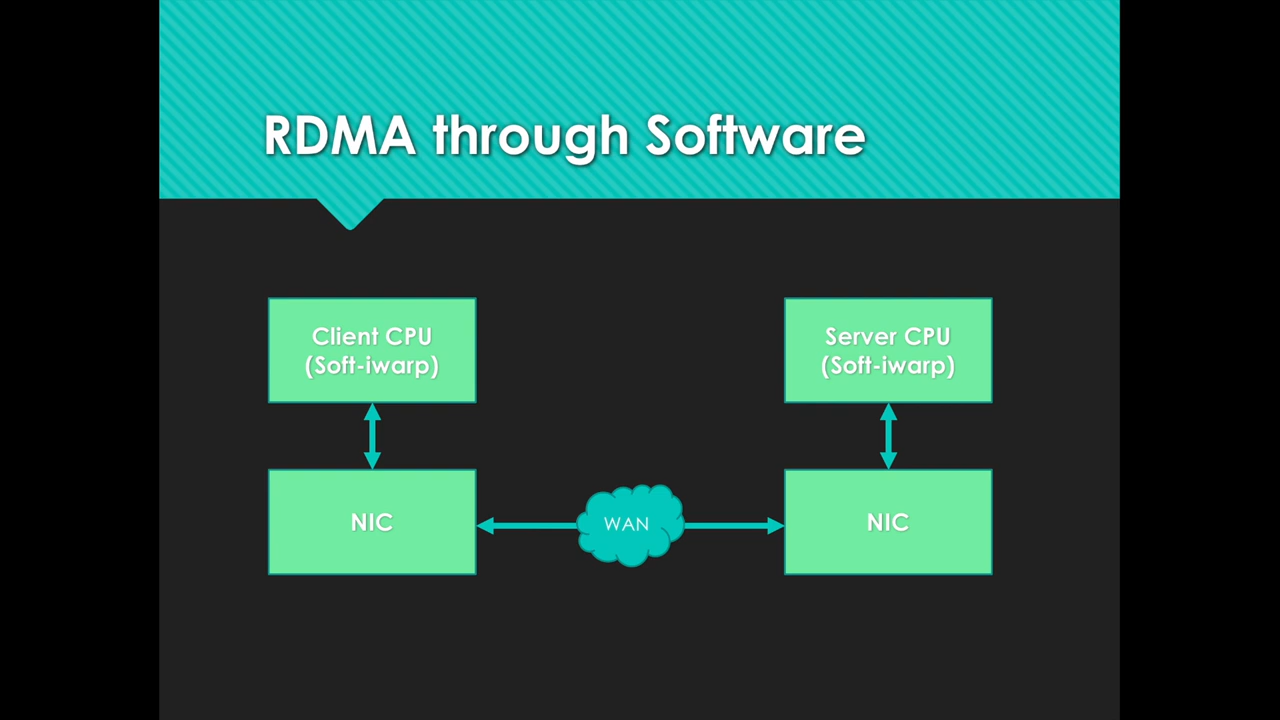 RDMA through Software
Client CPU
(Soft-iwarp)
Server CPU
(Soft-iwarp)
NIC
WAN
NIC